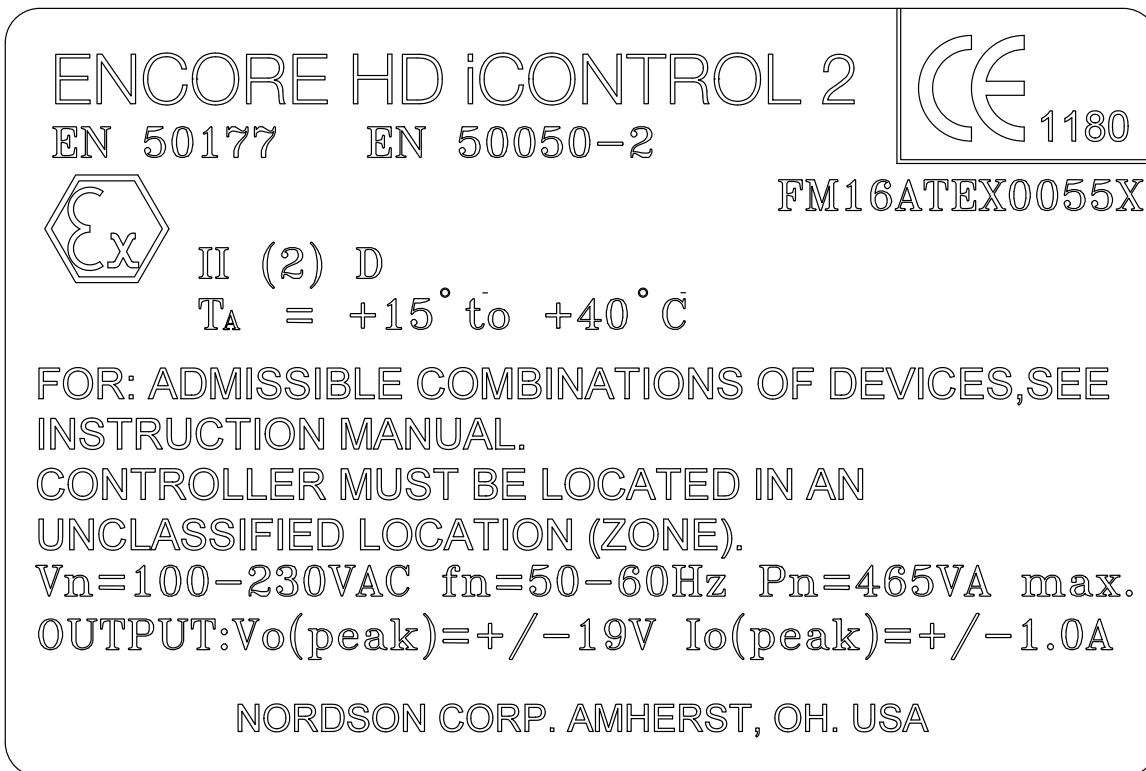 ENCORE HD iCONTROL 2
CE 1180
EN 50177 EN 50050-2
FM16ATEX0055X
Ex
II (2) D
TA = +15° to +40° C
FOR: ADMISSIBLE COMBINATIONS OF DEVICES,SEE
INSTRUCTION MANUAL.
CONTROLLER MUST BE LOCATED IN AN
UNCLASSIFIED LOCATION (ZONE).
Vn=100-230VAC fn=50-60Hz Pn=465VA max.
OUTPUT:Vo(peak)=+/-19V Io(peak)=+/-1.0A
NORDSON CORP. AMHERST, OH. USA